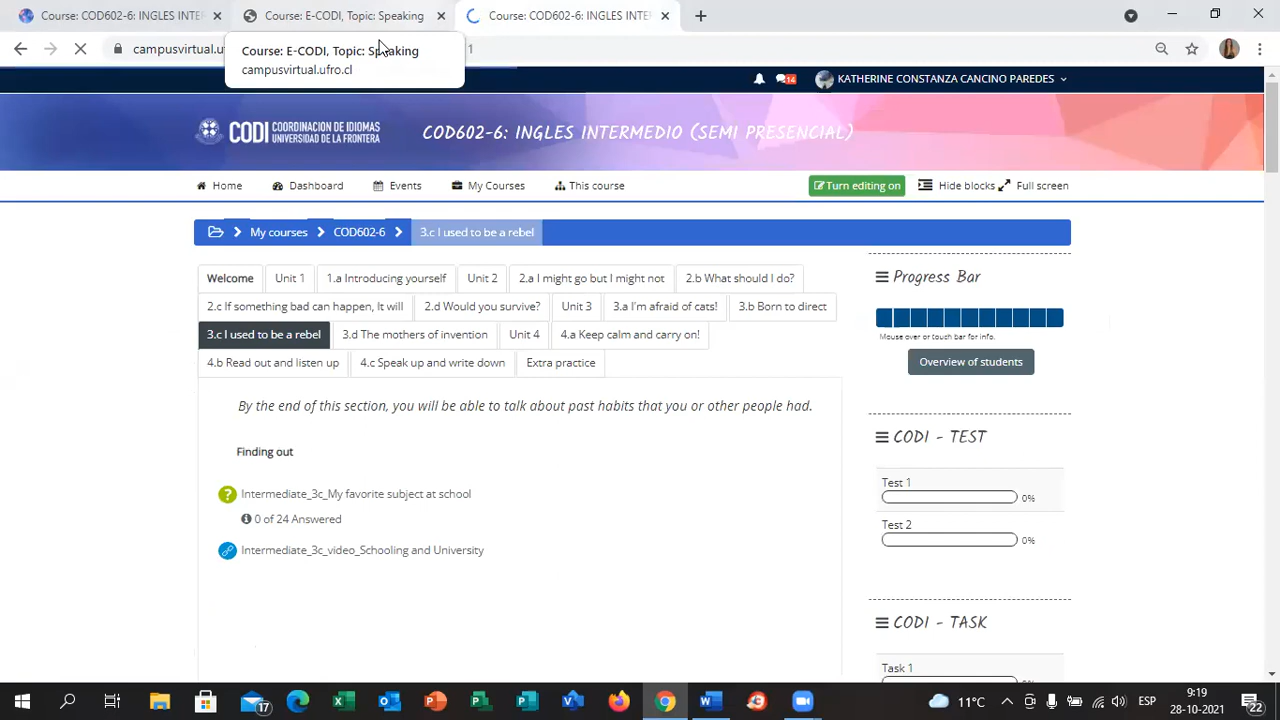 Course: COD602-6: INGLES INTER
Course: E-CODI, Topic: Speaking
Course: COD602-6: INGLES INTER
campusvirtual.u
1
Course: E-CODI, Topic: Speaking
campusvirtual.ufro.cl
14
KATHERINE CONSTANZA CANCINO PAREDES
CODI COORDINACION DE IDIOMAS
UNIVERSIDAD DE LA FRONTERA
COD602-6: INGLES INTERMEDIO (SEMI PRESENCIAL)
Home Dashboard Events My Courses This course Turn editing on Hide blocks Full screen
My courses COD602-6 3.c I used to be a rebel
Welcome Unit 1 1.a Introducing yourself Unit 2 2.a I might go but I might not 2.b What should I do?
2.c If something bad can happen, It will 2.d Would you survive? Unit 3 3.a I'm afraid of cats! 3.b Born to direct
3.c I used to be a rebel 3.d The mothers of invention Unit 4 4.a Keep calm and carry on!
4.b Read out and listen up 4.c Speak up and write down Extra practice
By the end of this section, you will be able to talk about past habits that you or other people had.
Finding out
Intermediate_3c_My favorite subject at school
0 of 24 Answered
Intermediate_3c_video_Schooling and University
Progress Bar
Mouse over or touch bar for info.
Overview of students
CODI - TEST
Test 1
0%
Test 2
0%
CODI - TASK
Task 1
17
11°C
ESP
9:19
28-10-2021
22